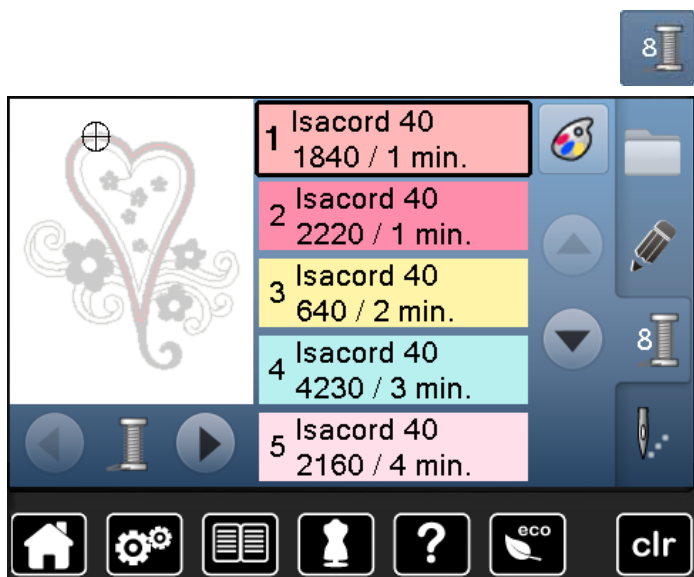 8
1 Isacord 40
1840 / 1 min.
2 Isacord 40
2220 / 1 min.
3 Isacord 40
640 / 2 min.
8
4 Isacord 40
4230 / 3 min.
5 Isacord 40
2160 / 4 min.
?
eco
clr